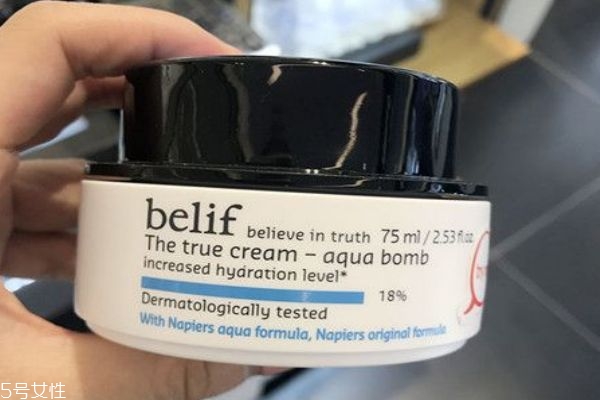 belif believe in truth 75 ml / 2.53 fl.oz
The true cream – aqua bomb
increased hydration level*
18%
Dermatologically tested
With Napiers aqua formula, Napiers original formula
5号女性